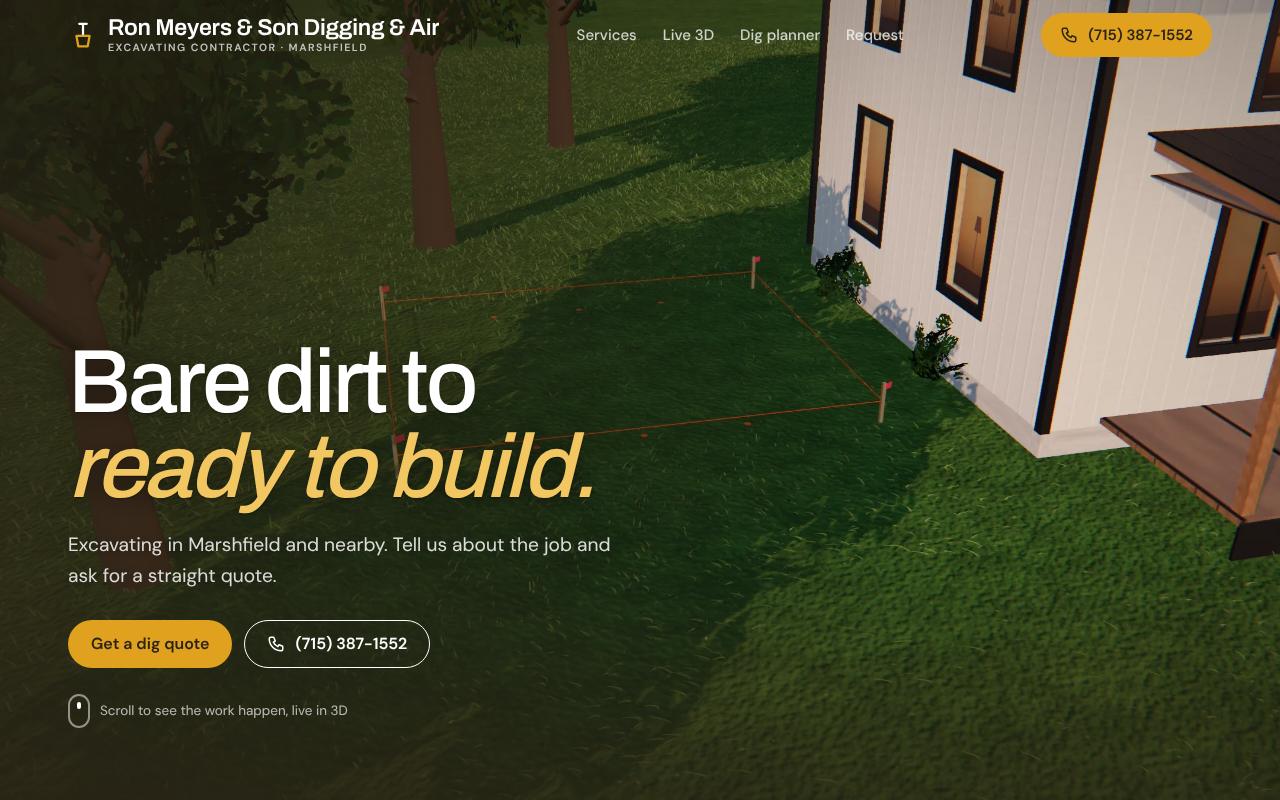 Ron Meyers & Son Digging & Air
EXCAVATING CONTRACTOR · MARSHFIELD
Services
Live 3D
Dig planner
Request
(715) 387-1552
Bare dirt to
ready to build.
Excavating in Marshfield and nearby. Tell us about the job and
ask for a straight quote.
Get a dig quote
(715) 387-1552
Scroll to see the work happen, live in 3D